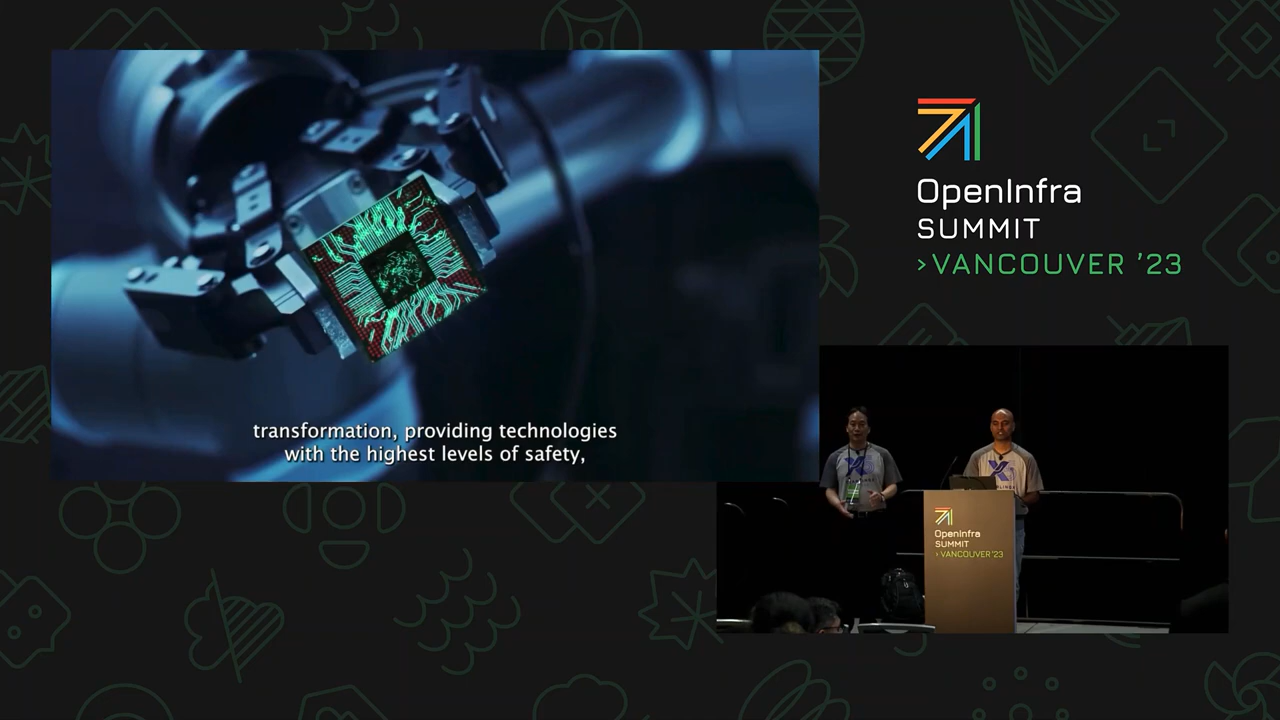 transformation, providing technologies
with the highest levels of safety,
OpenInfra
SUMMIT
>VANCOUVER '23
OpenInfra
SUMMIT
>VANCOUVER '23